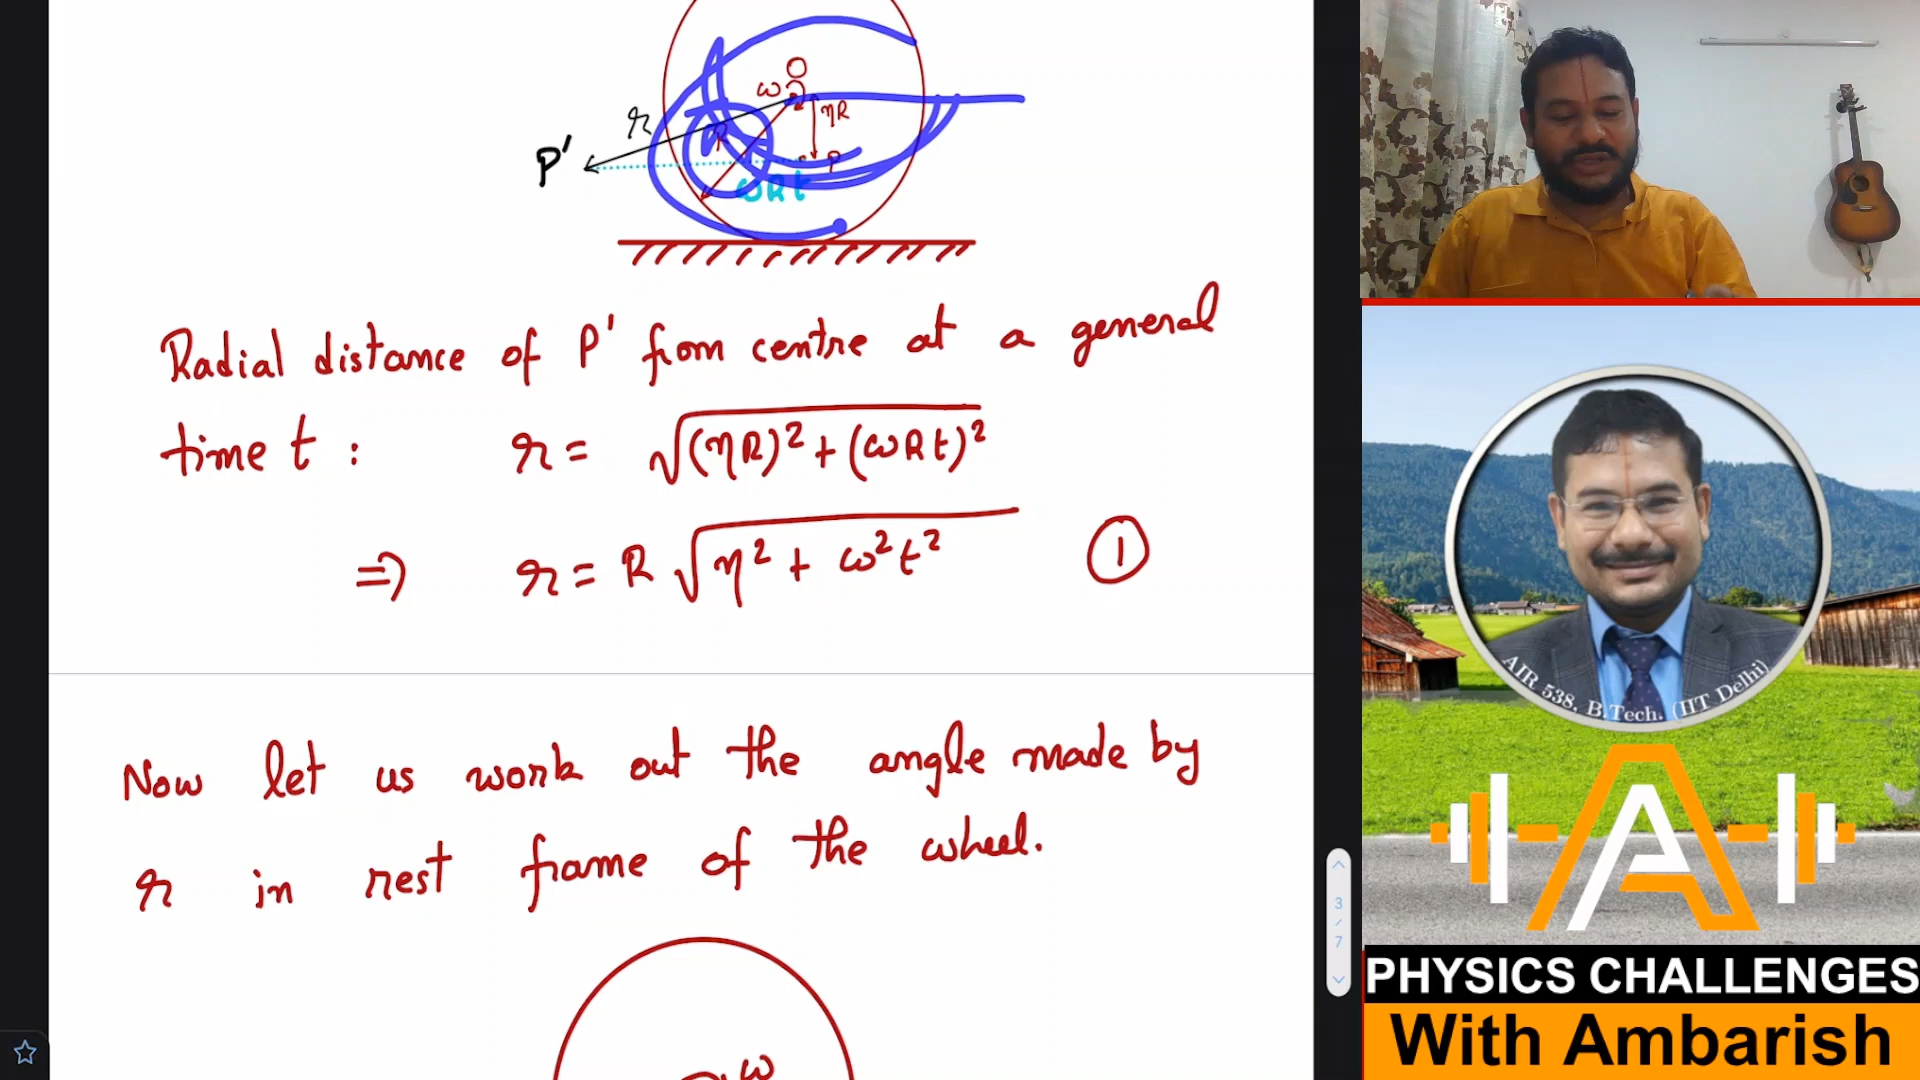 O
ω
ηR
r
P'
P
ωRt
Radial distance of P' from centre at a general
time t : r = √(ηR)² + (ωRt)²
⇒ r = R √η² + ω²t² ①
Now let us work out the angle made by
r in rest frame of the wheel.
ω
3
/
7
AIR 538, B.Tech. (IIT Delhi)
A
PHYSICS CHALLENGES
With Ambarish